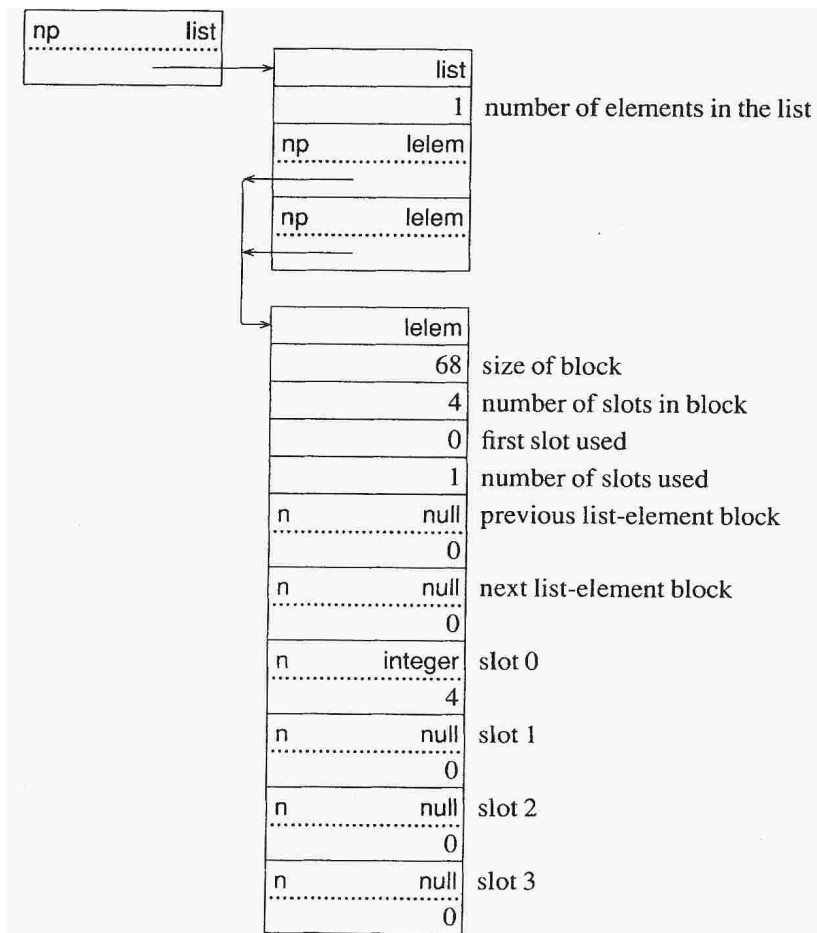 np list
list
1 number of elements in the list
np lelem
np lelem
lelem
68 size of block
4 number of slots in block
0 first slot used
1 number of slots used
n null previous list-element block
0
n null next list-element block
0
n integer slot 0
4
n null slot 1
0
n null slot 2
0
n null slot 3
0